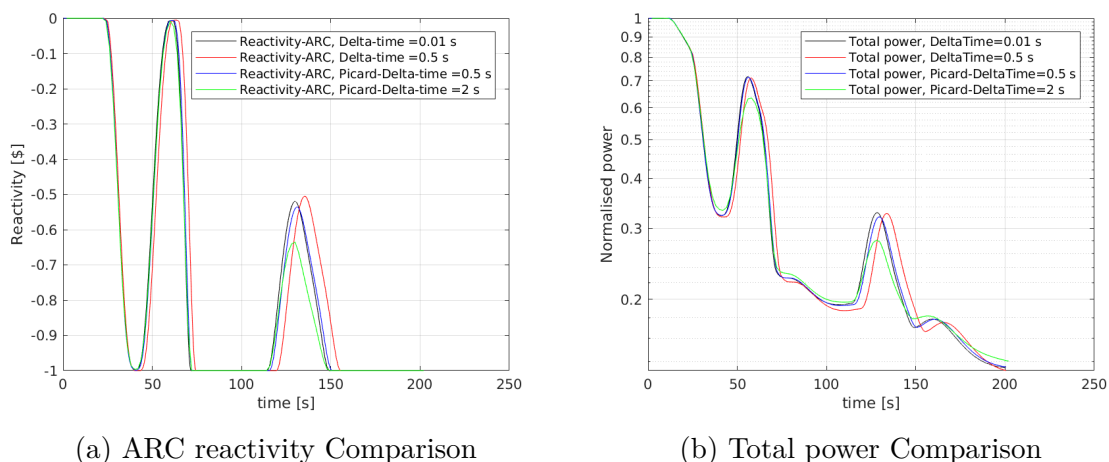 Reactivity-ARC, Delta-time =0.01 s
Reactivity-ARC, Delta-time =0.5 s
Reactivity-ARC, Picard-Delta-time =0.5 s
Reactivity-ARC, Picard-Delta-time =2 s
Reactivity [$]
0
-0.1
-0.2
-0.3
-0.4
-0.5
-0.6
-0.7
-0.8
-0.9
-1
0 50 100 150 200 250
time [s]
(a) ARC reactivity Comparison
Total power, DeltaTime=0.01 s
Total power, DeltaTime=0.5 s
Total power, Picard-DeltaTime=0.5 s
Total power, Picard-DeltaTime=2 s
Normalised power
1
0.9
0.8
0.7
0.6
0.5
0.4
0.3
0.2
0 50 100 150 200 250
time [s]
(b) Total power Comparison